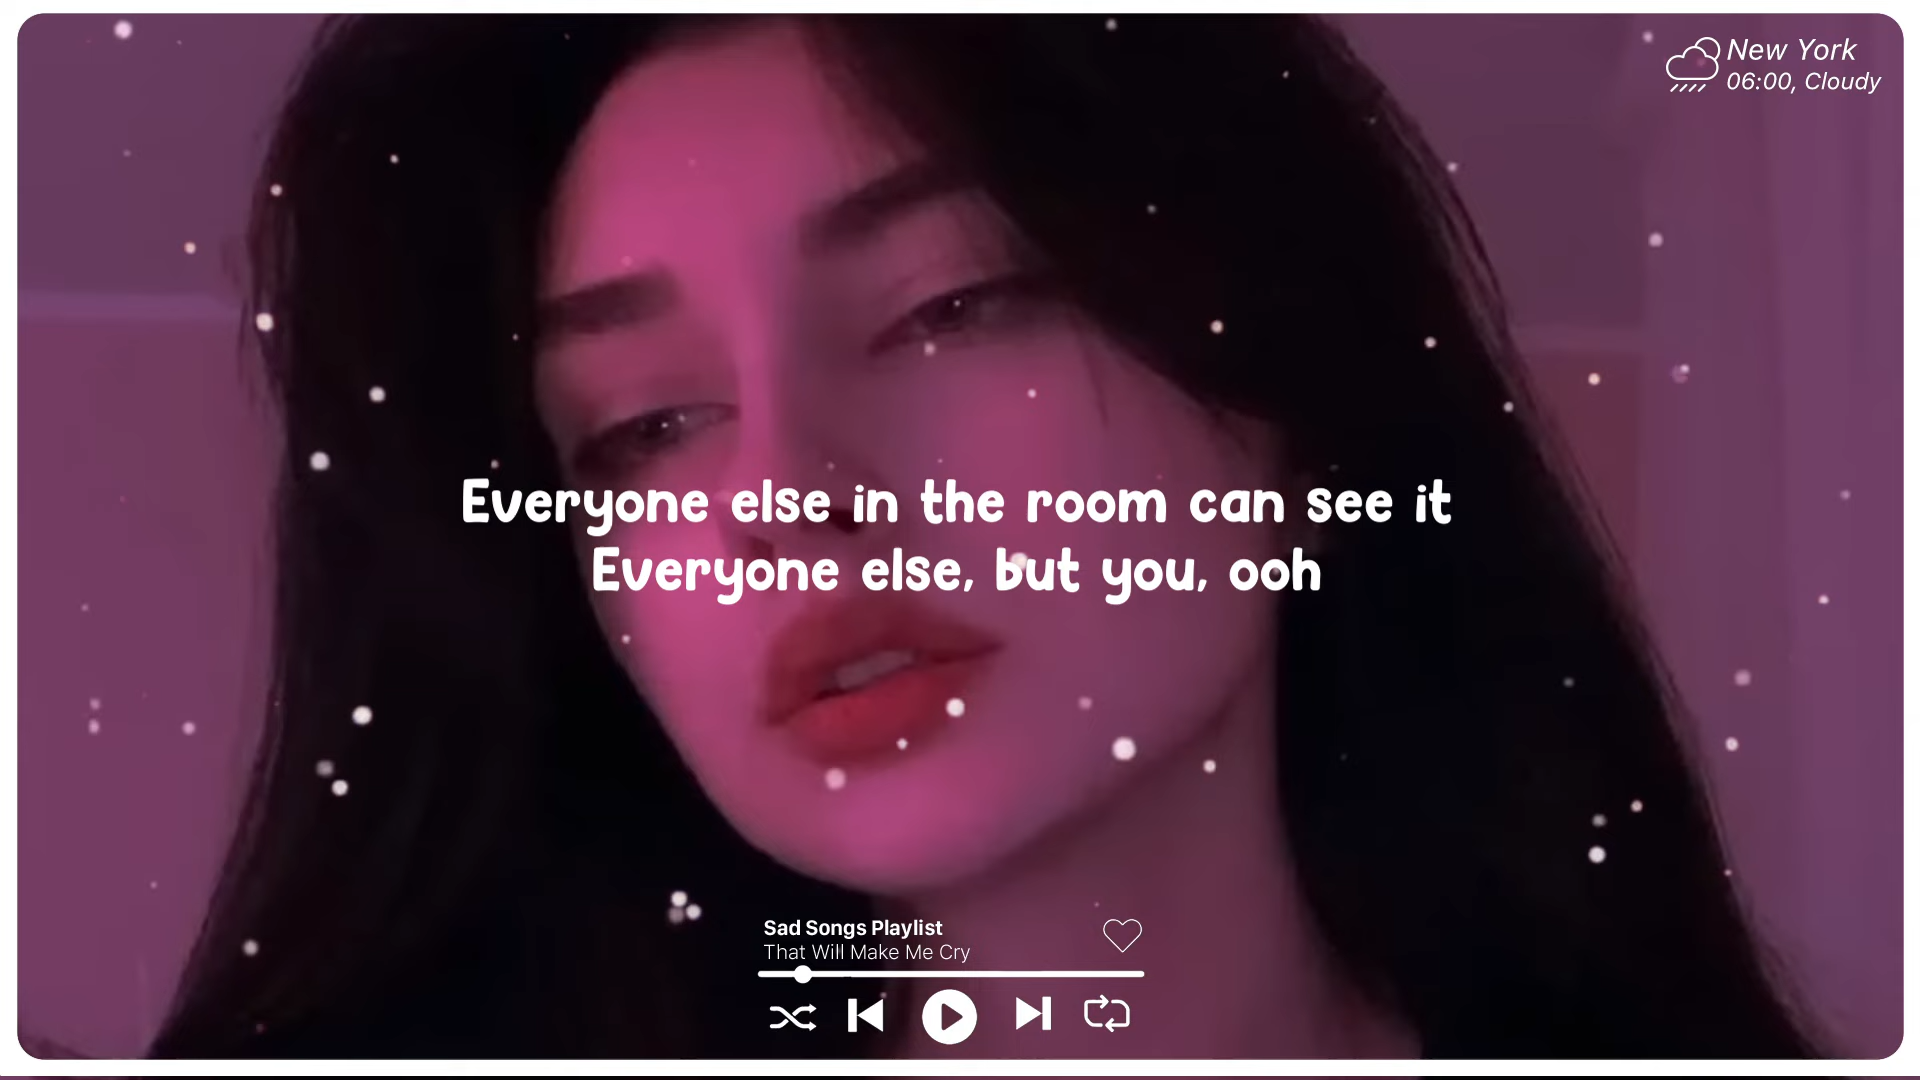 New York
06:00, Cloudy
Everyone else in the room can see it
Everyone else, but you, ooh
Sad Songs Playlist
That Will Make Me Cry